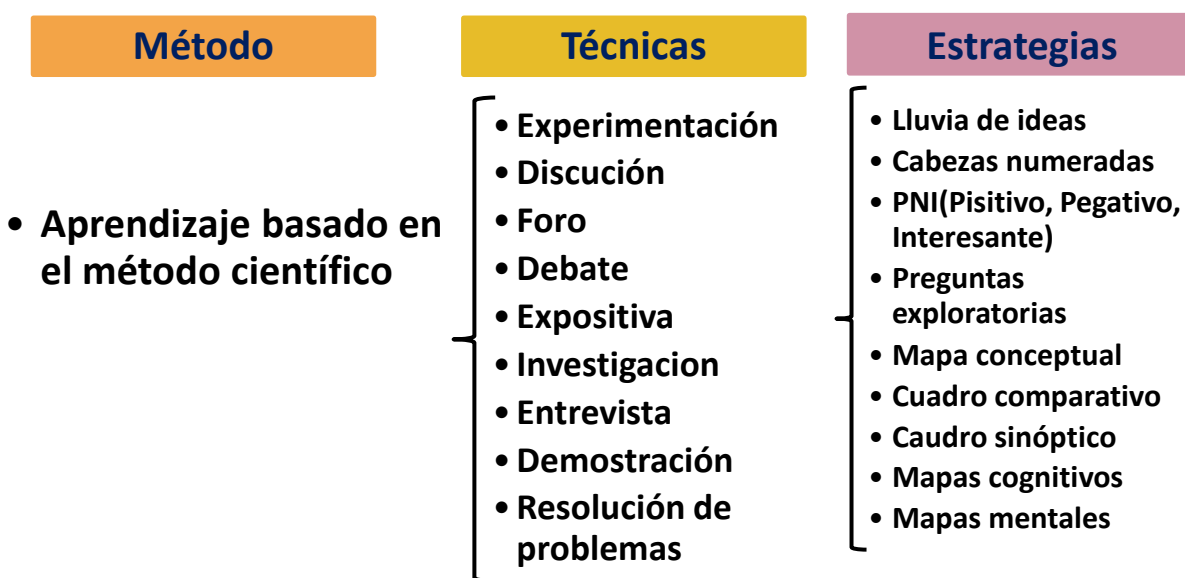 Método
• Aprendizaje basado en
el método científico
Técnicas
• Experimentación
• Discución
• Foro
• Debate
• Expositiva
• Investigacion
• Entrevista
• Demostración
• Resolución de
problemas
Estrategias
• Lluvia de ideas
• Cabezas numeradas
• PNI(Pisitivo, Pegativo,
Interesante)
• Preguntas
exploratorias
• Mapa conceptual
• Cuadro comparativo
• Caudro sinóptico
• Mapas cognitivos
• Mapas mentales